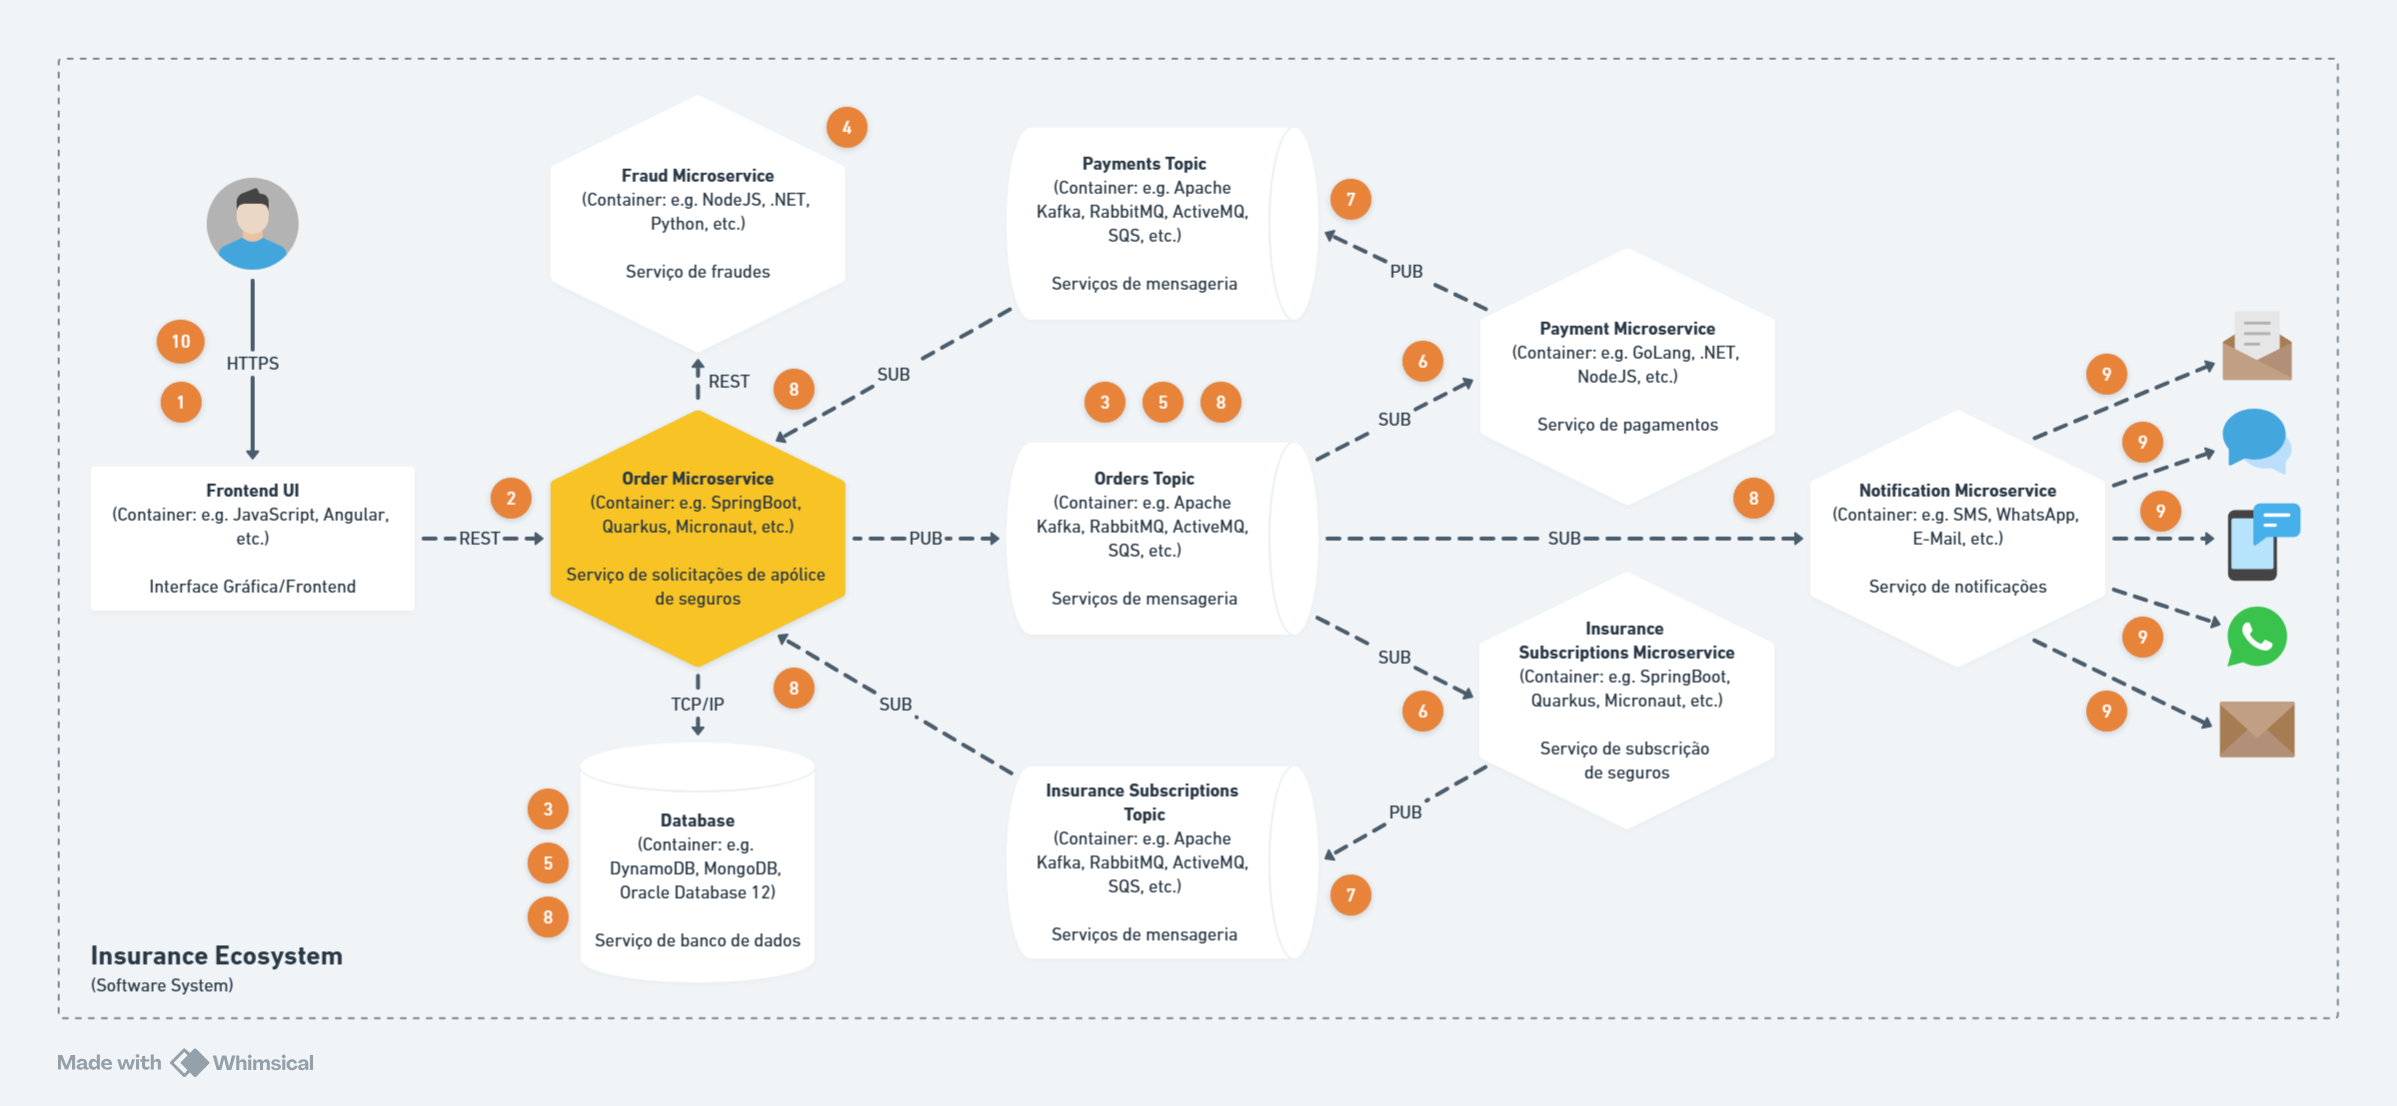 4
Fraud Microservice
(Container: e.g. NodeJS, .NET,
Python, etc.)
Serviço de fraudes
Payments Topic
(Container: e.g. Apache
Kafka, RabbitMQ, ActiveMQ,
SQS, etc.)
Serviços de mensageria
7
PUB
Payment Microservice
(Container: e.g. GoLang, .NET,
NodeJS, etc.)
Serviço de pagamentos
10
HTTPS
1
REST
8
SUB
3 5 8
6
SUB
Frontend UI
(Container: e.g. JavaScript, Angular,
etc.)
Interface Gráfica/Frontend
2
REST
Order Microservice
(Container: e.g. SpringBoot,
Quarkus, Micronaut, etc.)
Serviço de solicitações de apólice
de seguros
PUB
Orders Topic
(Container: e.g. Apache
Kafka, RabbitMQ, ActiveMQ,
SQS, etc.)
Serviços de mensageria
SUB
8
Notification Microservice
(Container: e.g. SMS, WhatsApp,
E-Mail, etc.)
Serviço de notificações
9
9
9
9
9
SUB
6
Insurance
Subscriptions Microservice
(Container: e.g. SpringBoot,
Quarkus, Micronaut, etc.)
Serviço de subscrição
de seguros
TCP/IP
8
SUB
PUB
3
5
8
Database
(Container: e.g.
DynamoDB, MongoDB,
Oracle Database 12)
Serviço de banco de dados
Insurance Subscriptions
Topic
(Container: e.g. Apache
Kafka, RabbitMQ, ActiveMQ,
SQS, etc.)
Serviços de mensageria
7
Insurance Ecosystem
(Software System)
Made with Whimsical